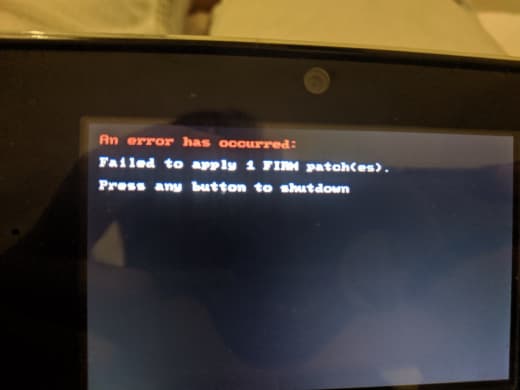 An error has occurred:
Failed to apply 1 FIRM patch(es).
Press any button to shutdown